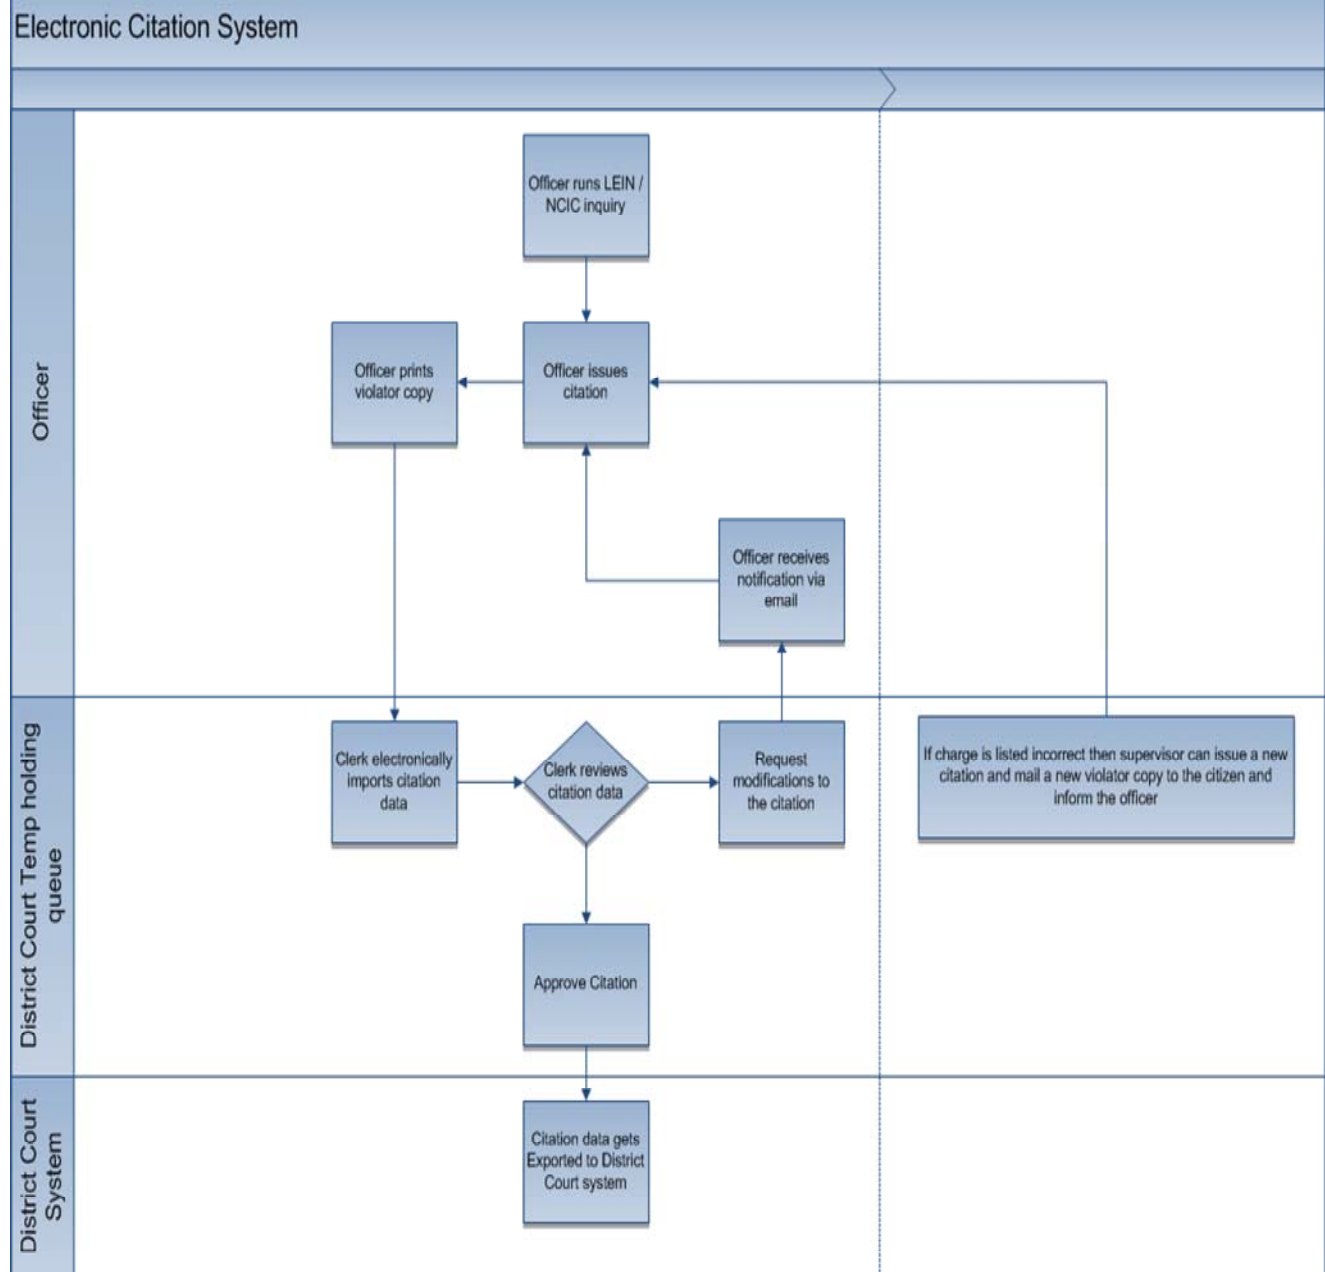 Electronic Citation System
Officer
Officer runs LEIN /
NCIC inquiry
Officer prints
violator copy
Officer issues
citation
Officer receives
notification via
email
District Court Temp holding
queue
Clerk electronically
imports citation
data
Clerk reviews
citation data
Request
modifications to
the citation
If charge is listed incorrect then supervisor can issue a new
citation and mail a new violator copy to the citizen and
inform the officer
Approve Citation
District Court
System
Citation data gets
Exported to District
Court system